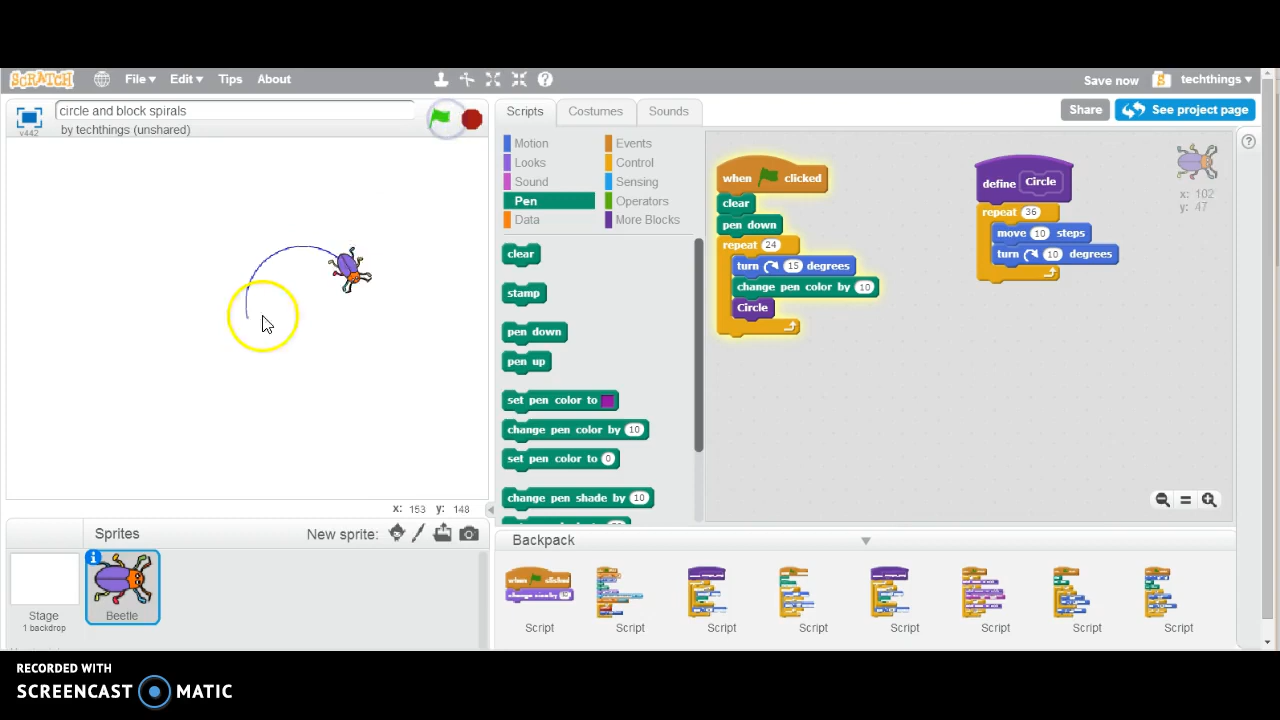 SCRATCH File Edit Tips About Save now techthings
circle and block spirals
by techthings (unshared)
v442
Scripts Costumes Sounds Share See project page
Motion Events
Looks Control
Sound Sensing
Pen Operators
Data More Blocks
clear
stamp
pen down
pen up
set pen color to
change pen color by 10
set pen color to 0
change pen shade by 10
when clicked
clear
pen down
repeat 24
turn 15 degrees
change pen color by 10
Circle
define Circle
repeat 36
move 10 steps
turn 10 degrees
x: 102
y: 47
x: 153 y: 148
Sprites New sprite:
Stage
1 backdrop
Beetle
Backpack
when clicked
Script Script Script Script Script Script Script Script
RECORDED WITH
SCREENCAST MATIC